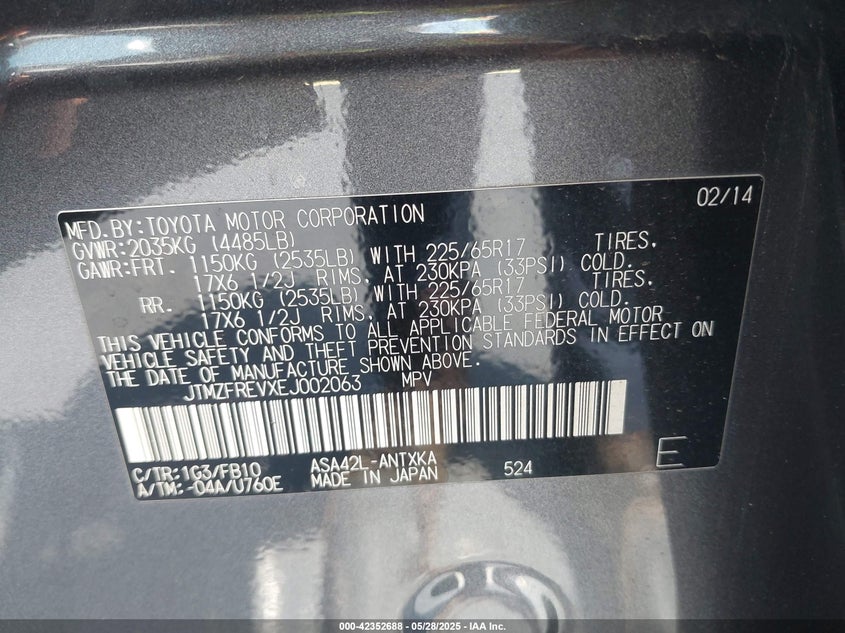 02/14
MFD.BY:TOYOTA MOTOR CORPORATION
GVWR:2035KG (4485LB)
GAWR:FRT. 1150KG (2535LB) WITH 225/65R17 TIRES,
17X6 1/2J RIMS, AT 230KPA (33PSI) COLD.
RR. 1150KG (2535LB) WITH 225/65R17 TIRES,
17X6 1/2J RIMS, AT 230KPA (33PSI) COLD.
THIS VEHICLE CONFORMS TO ALL APPLICABLE FEDERAL MOTOR
VEHICLE SAFETY AND THEFT PREVENTION STANDARDS IN EFFECT ON
THE DATE OF MANUFACTURE SHOWN ABOVE.
JTMZFREVXEJ002063 MPV
C/TR:1G3/FB10 ASA42L-ANTXKA
A/TM:-04A/U760E MADE IN JAPAN 524 E
000-42352688 - 05/28/2025 - IAA Inc.